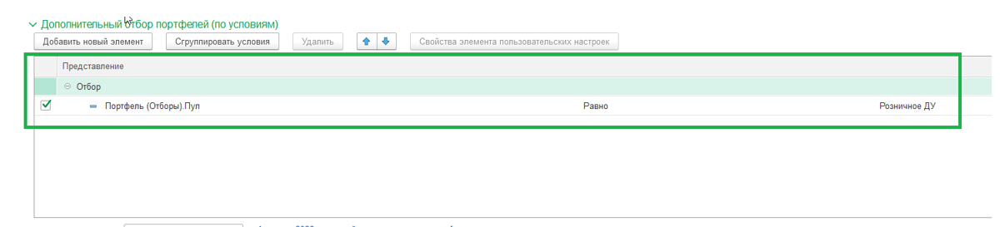 Дополнительный отбор портфелей (по условиям)
Добавить новый элемент Сгруппировать условия Удалить Свойства элемента пользовательских настроек
Представление
Отбор
Портфель (Отборы).Пул Равно Розничное ДУ